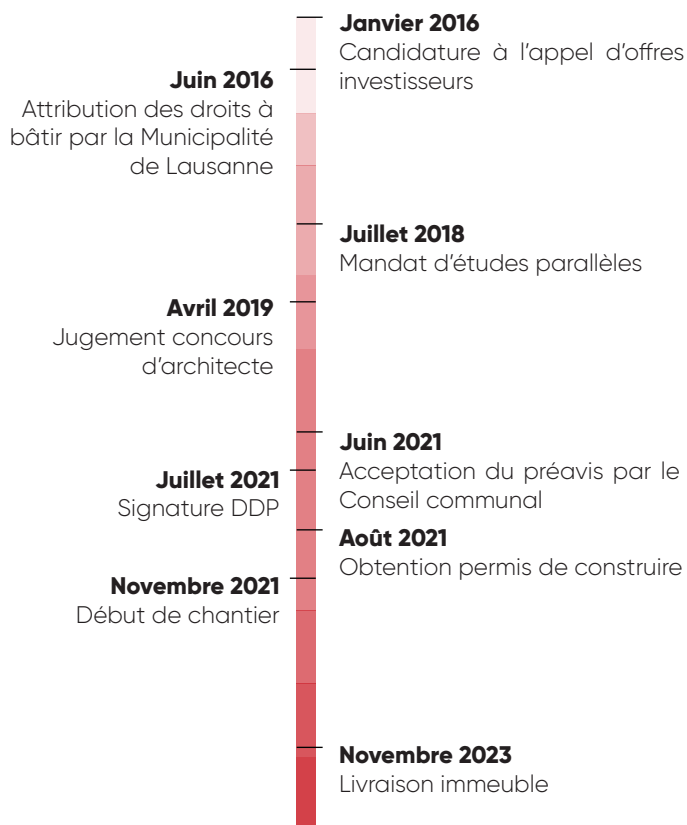 Janvier 2016
Candidature à l'appel d'offres
investisseurs
Juin 2016
Attribution des droits à
bâtir par la Municipalité
de Lausanne
Juillet 2018
Mandat d'études parallèles
Avril 2019
Jugement concours
d'architecte
Juin 2021
Acceptation du préavis par le
Conseil communal
Juillet 2021
Signature DDP
Août 2021
Obtention permis de construire
Novembre 2021
Début de chantier
Novembre 2023
Livraison immeuble